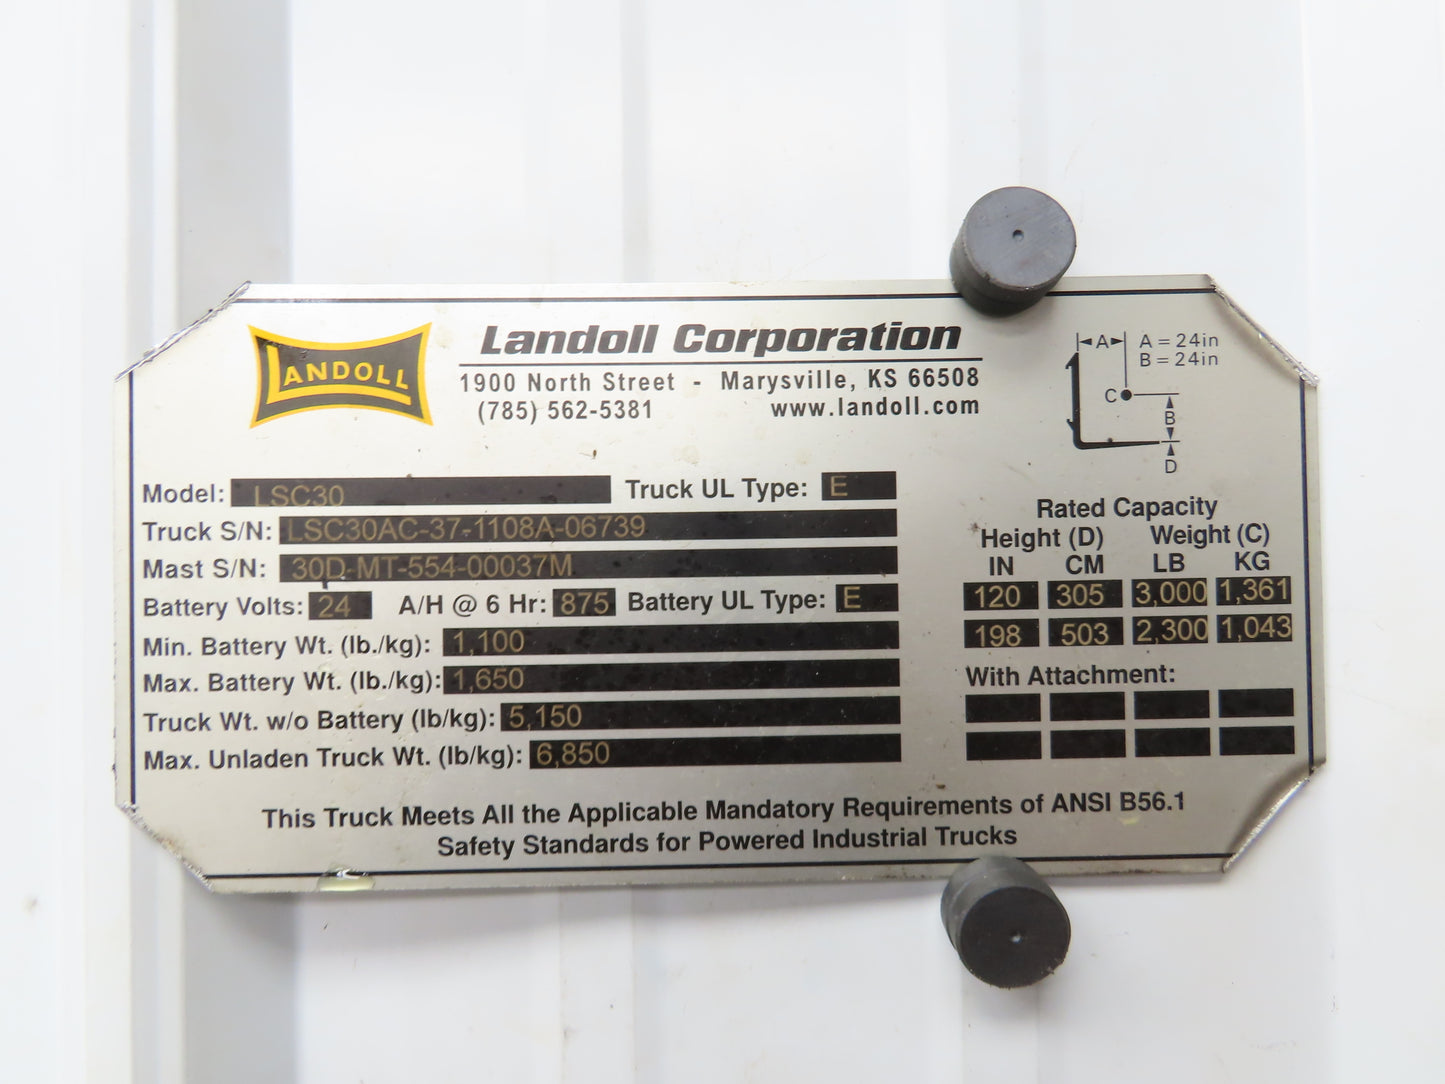 LANDOLL
Landoll Corporation
1900 North Street - Marysville, KS 66508
(785) 562-5381 www.landoll.com
A A = 24in
B = 24in
C
B
D
Model: LSC30 Truck UL Type: E
Truck S/N: LSC30AC-37-1108A-06739
Mast S/N: 30D-MT-554-00037M
Battery Volts: 24 A/H @ 6 Hr: 875 Battery UL Type: E
Min. Battery Wt. (lb./kg): 1,100
Max. Battery Wt. (lb./kg): 1,650
Truck Wt. w/o Battery (lb/kg): 5,150
Max. Unladen Truck Wt. (lb/kg): 6,850
Rated Capacity
Height (D) Weight (C)
IN CM LB KG
120 305 3,000 1,361
198 503 2,300 1,043
With Attachment:
This Truck Meets All the Applicable Mandatory Requirements of ANSI B56.1
Safety Standards for Powered Industrial Trucks